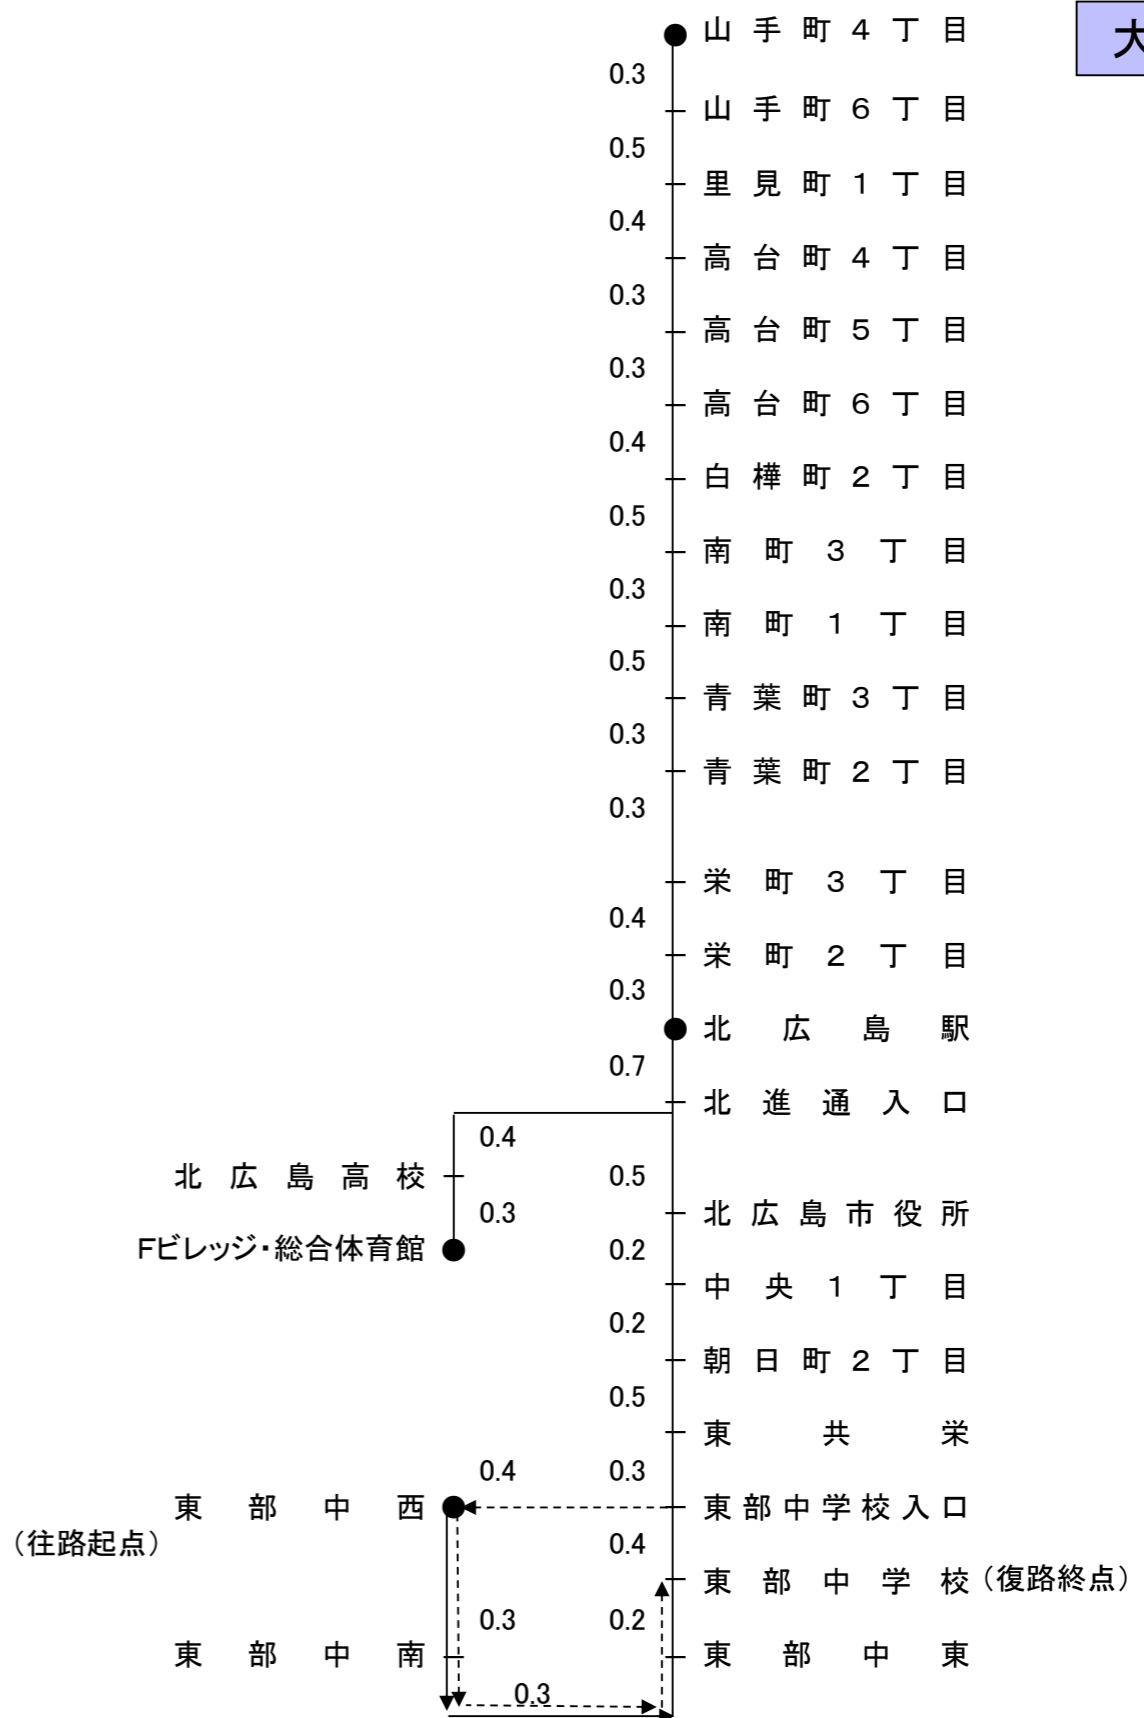 山手町４丁目
大
0.3
山手町６丁目
0.5
里見町１丁目
0.4
高台町４丁目
0.3
高台町５丁目
0.3
高台町６丁目
0.4
白樺町２丁目
0.5
南町３丁目
0.3
南町１丁目
0.5
青葉町３丁目
0.3
青葉町２丁目
0.3
栄町３丁目
0.4
栄町２丁目
0.3
北広島駅
0.7
北進通入口
0.4
北広島高校
0.5
0.3
北広島市役所
Fビレッジ・総合体育館
0.2
中央１丁目
0.2
朝日町２丁目
0.5
東共栄
0.4
0.3
東部中西
東部中学校入口
（往路起点）
0.4
東部中学校（復路終点）
0.3
0.2
東部中南
東部中東
0.3